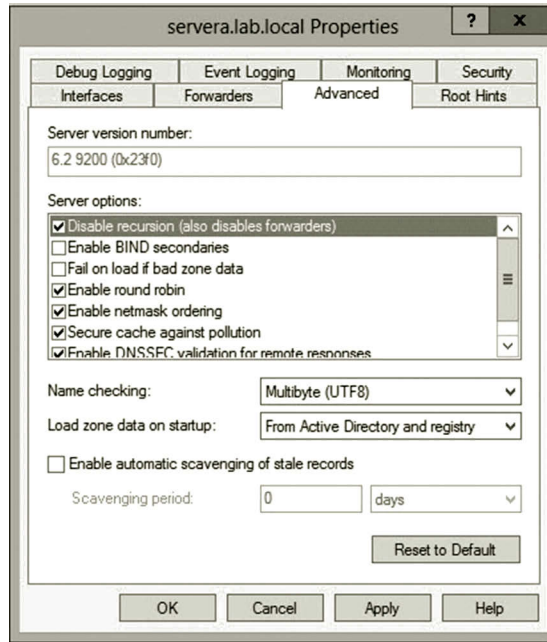 servera.lab.local Properties ? x
Debug Logging Event Logging Monitoring Security
Interfaces Forwarders Advanced Root Hints
Server version number:
6.2 9200 (0x23f0)
Server options:
Disable recursion (also disables forwarders)
Enable BIND secondaries
Fail on load if bad zone data
Enable round robin
Enable netmask ordering
Secure cache against pollution
Enable DNSSEC validation for remote responses
Name checking: Multibyte (UTF8)
Load zone data on startup: From Active Directory and registry
Enable automatic scavenging of stale records
Scavenging period: 0 days
Reset to Default
OK Cancel Apply Help